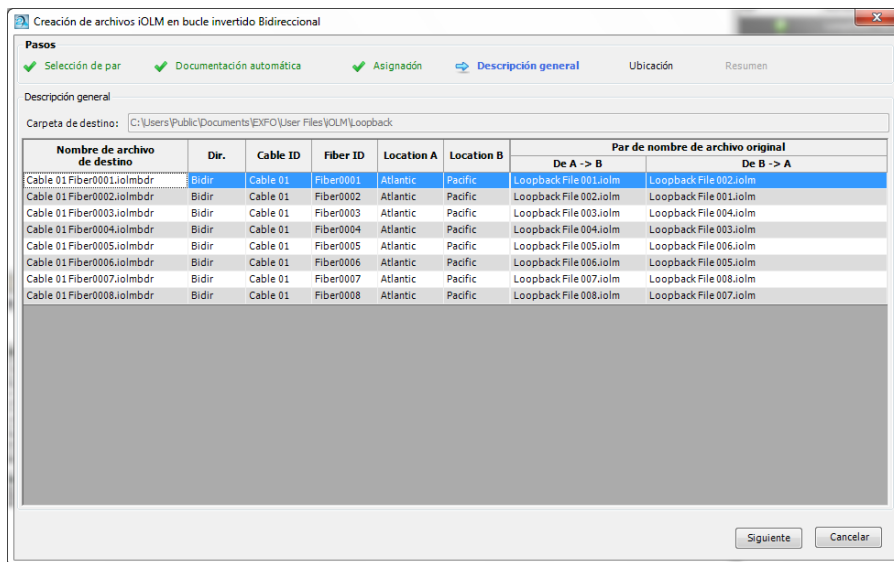 Creación de archivos iOLM en bucle invertido Bidireccional
Pasos
Selección de par Documentación automática Asignación Descripción general Ubicación Resumen
Descripción general
Carpeta de destino: C:\Users\Public\Documents\EXFO\User Files\iOLM\Loopback
Nombre de archivo de destino Dir. Cable ID Fiber ID Location A Location B Par de nombre de archivo original
De A -> B De B -> A
Cable 01 Fiber0001.iolmbdr Bidir Cable 01 Fiber0001 Atlantic Pacific Loopback File 001.iolm Loopback File 002.iolm
Cable 01 Fiber0002.iolmbdr Bidir Cable 01 Fiber0002 Atlantic Pacific Loopback File 002.iolm Loopback File 001.iolm
Cable 01 Fiber0003.iolmbdr Bidir Cable 01 Fiber0003 Atlantic Pacific Loopback File 003.iolm Loopback File 004.iolm
Cable 01 Fiber0004.iolmbdr Bidir Cable 01 Fiber0004 Atlantic Pacific Loopback File 004.iolm Loopback File 003.iolm
Cable 01 Fiber0005.iolmbdr Bidir Cable 01 Fiber0005 Atlantic Pacific Loopback File 005.iolm Loopback File 006.iolm
Cable 01 Fiber0006.iolmbdr Bidir Cable 01 Fiber0006 Atlantic Pacific Loopback File 006.iolm Loopback File 005.iolm
Cable 01 Fiber0007.iolmbdr Bidir Cable 01 Fiber0007 Atlantic Pacific Loopback File 007.iolm Loopback File 008.iolm
Cable 01 Fiber0008.iolmbdr Bidir Cable 01 Fiber0008 Atlantic Pacific Loopback File 008.iolm Loopback File 007.iolm
Siguiente Cancelar